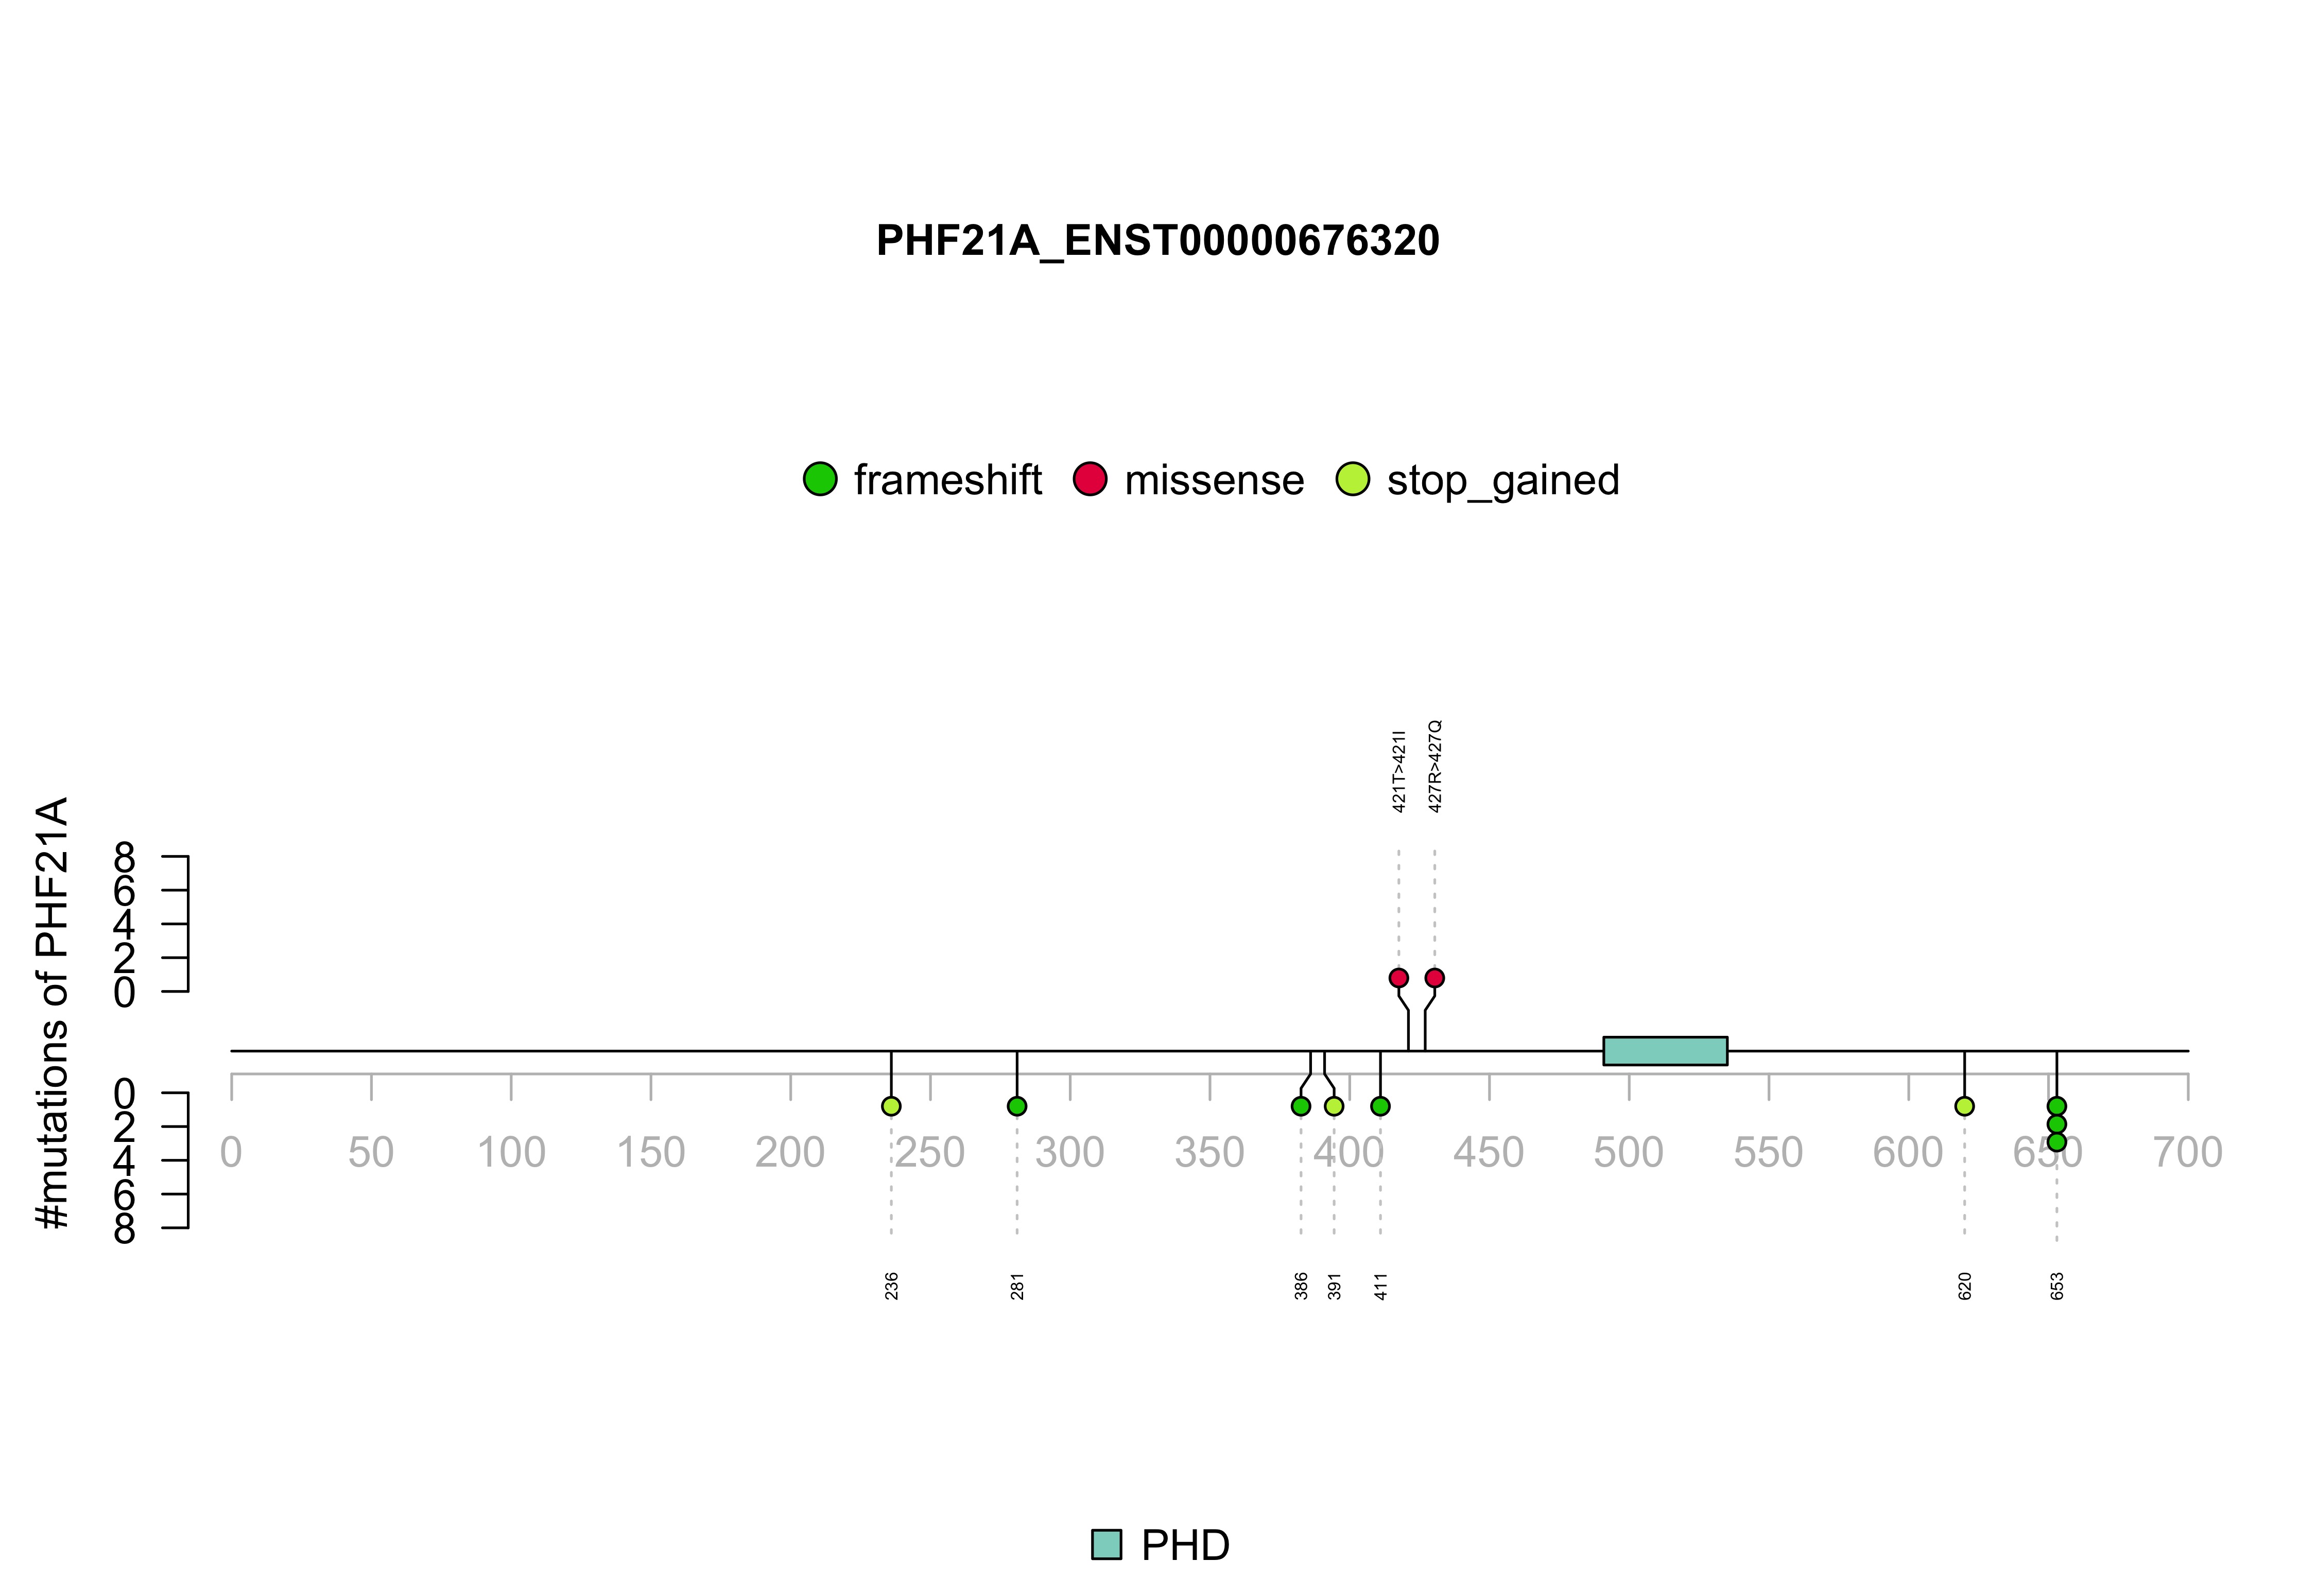 PHF21A_ENST00000676320
frameshift missense stop_gained
421T>421I 427R>427Q
#mutations of PHF21A
8
6
4
2
0
0
2
4
6
8
0 50 100 150 200 250 300 350 400 450 500 550 600 650 700
236 281 386 391 411 620 653
PHD